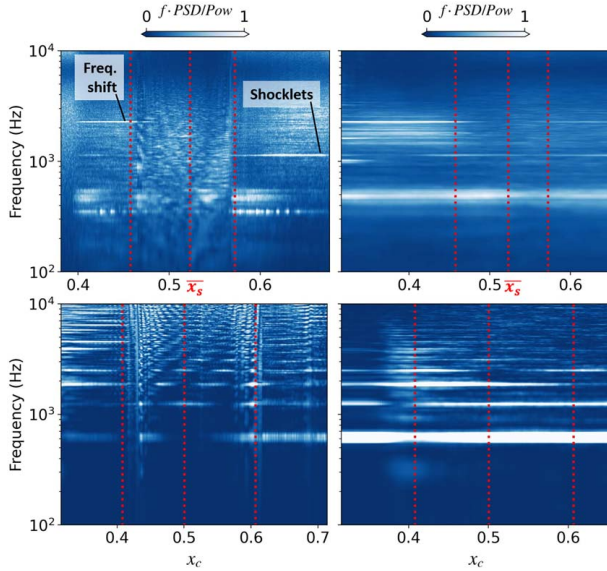 f · PSD/Pow
0 1
f · PSD/Pow
0 1
Frequency (Hz)
10⁴
10³
10²
Freq.
shift
Shocklets
0.4 0.5 0.6
x̅ₛ
0.4 0.5 0.6
x̅ₛ
Frequency (Hz)
10⁴
10³
10²
0.4 0.5 0.6 0.7
x_c
0.4 0.5 0.6
x_c